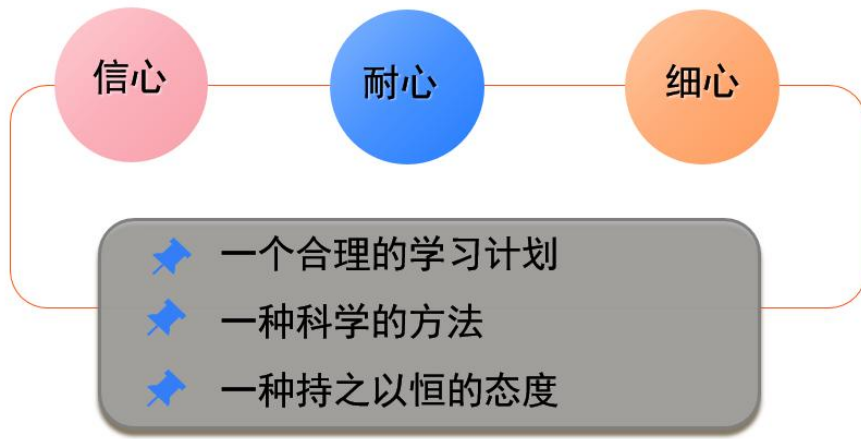 信心
耐心
细心
一个合理的学习计划
一种科学的方法
一种持之以恒的态度